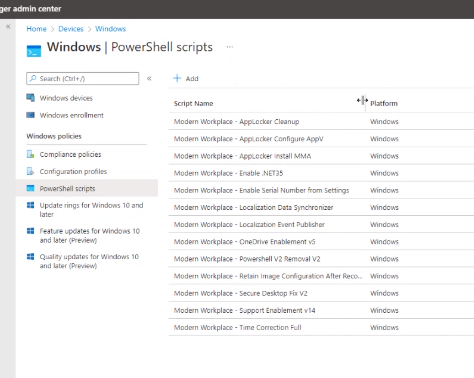 ger admin center
Home > Devices > Windows
Windows | PowerShell scripts ...
Search (Ctrl+/)
Add
Windows devices
Windows enrollment
Windows policies
Compliance policies
Configuration profiles
PowerShell scripts
Update rings for Windows 10 and
later
Feature updates for Windows 10
and later (Preview)
Quality updates for Windows 10
and later (Preview)
Script Name Platform
Modern Workplace - AppLocker Cleanup Windows
Modern Workplace - AppLocker Configure AppV Windows
Modern Workplace - AppLocker Install MMA Windows
Modern Workplace - Enable .NET35 Windows
Modern Workplace - Enable Serial Number from Settings Windows
Modern Workplace - Localization Data Synchronizer Windows
Modern Workplace - Localization Event Publisher Windows
Modern Workplace - OneDrive Enablement v5 Windows
Modern Workplace - Powershell V2 Removal V2 Windows
Modern Workplace - Retain Image Configuration After Reco... Windows
Modern Workplace - Secure Desktop Fix V2 Windows
Modern Workplace - Support Enablement v14 Windows
Modern Workplace - Time Correction Full Windows